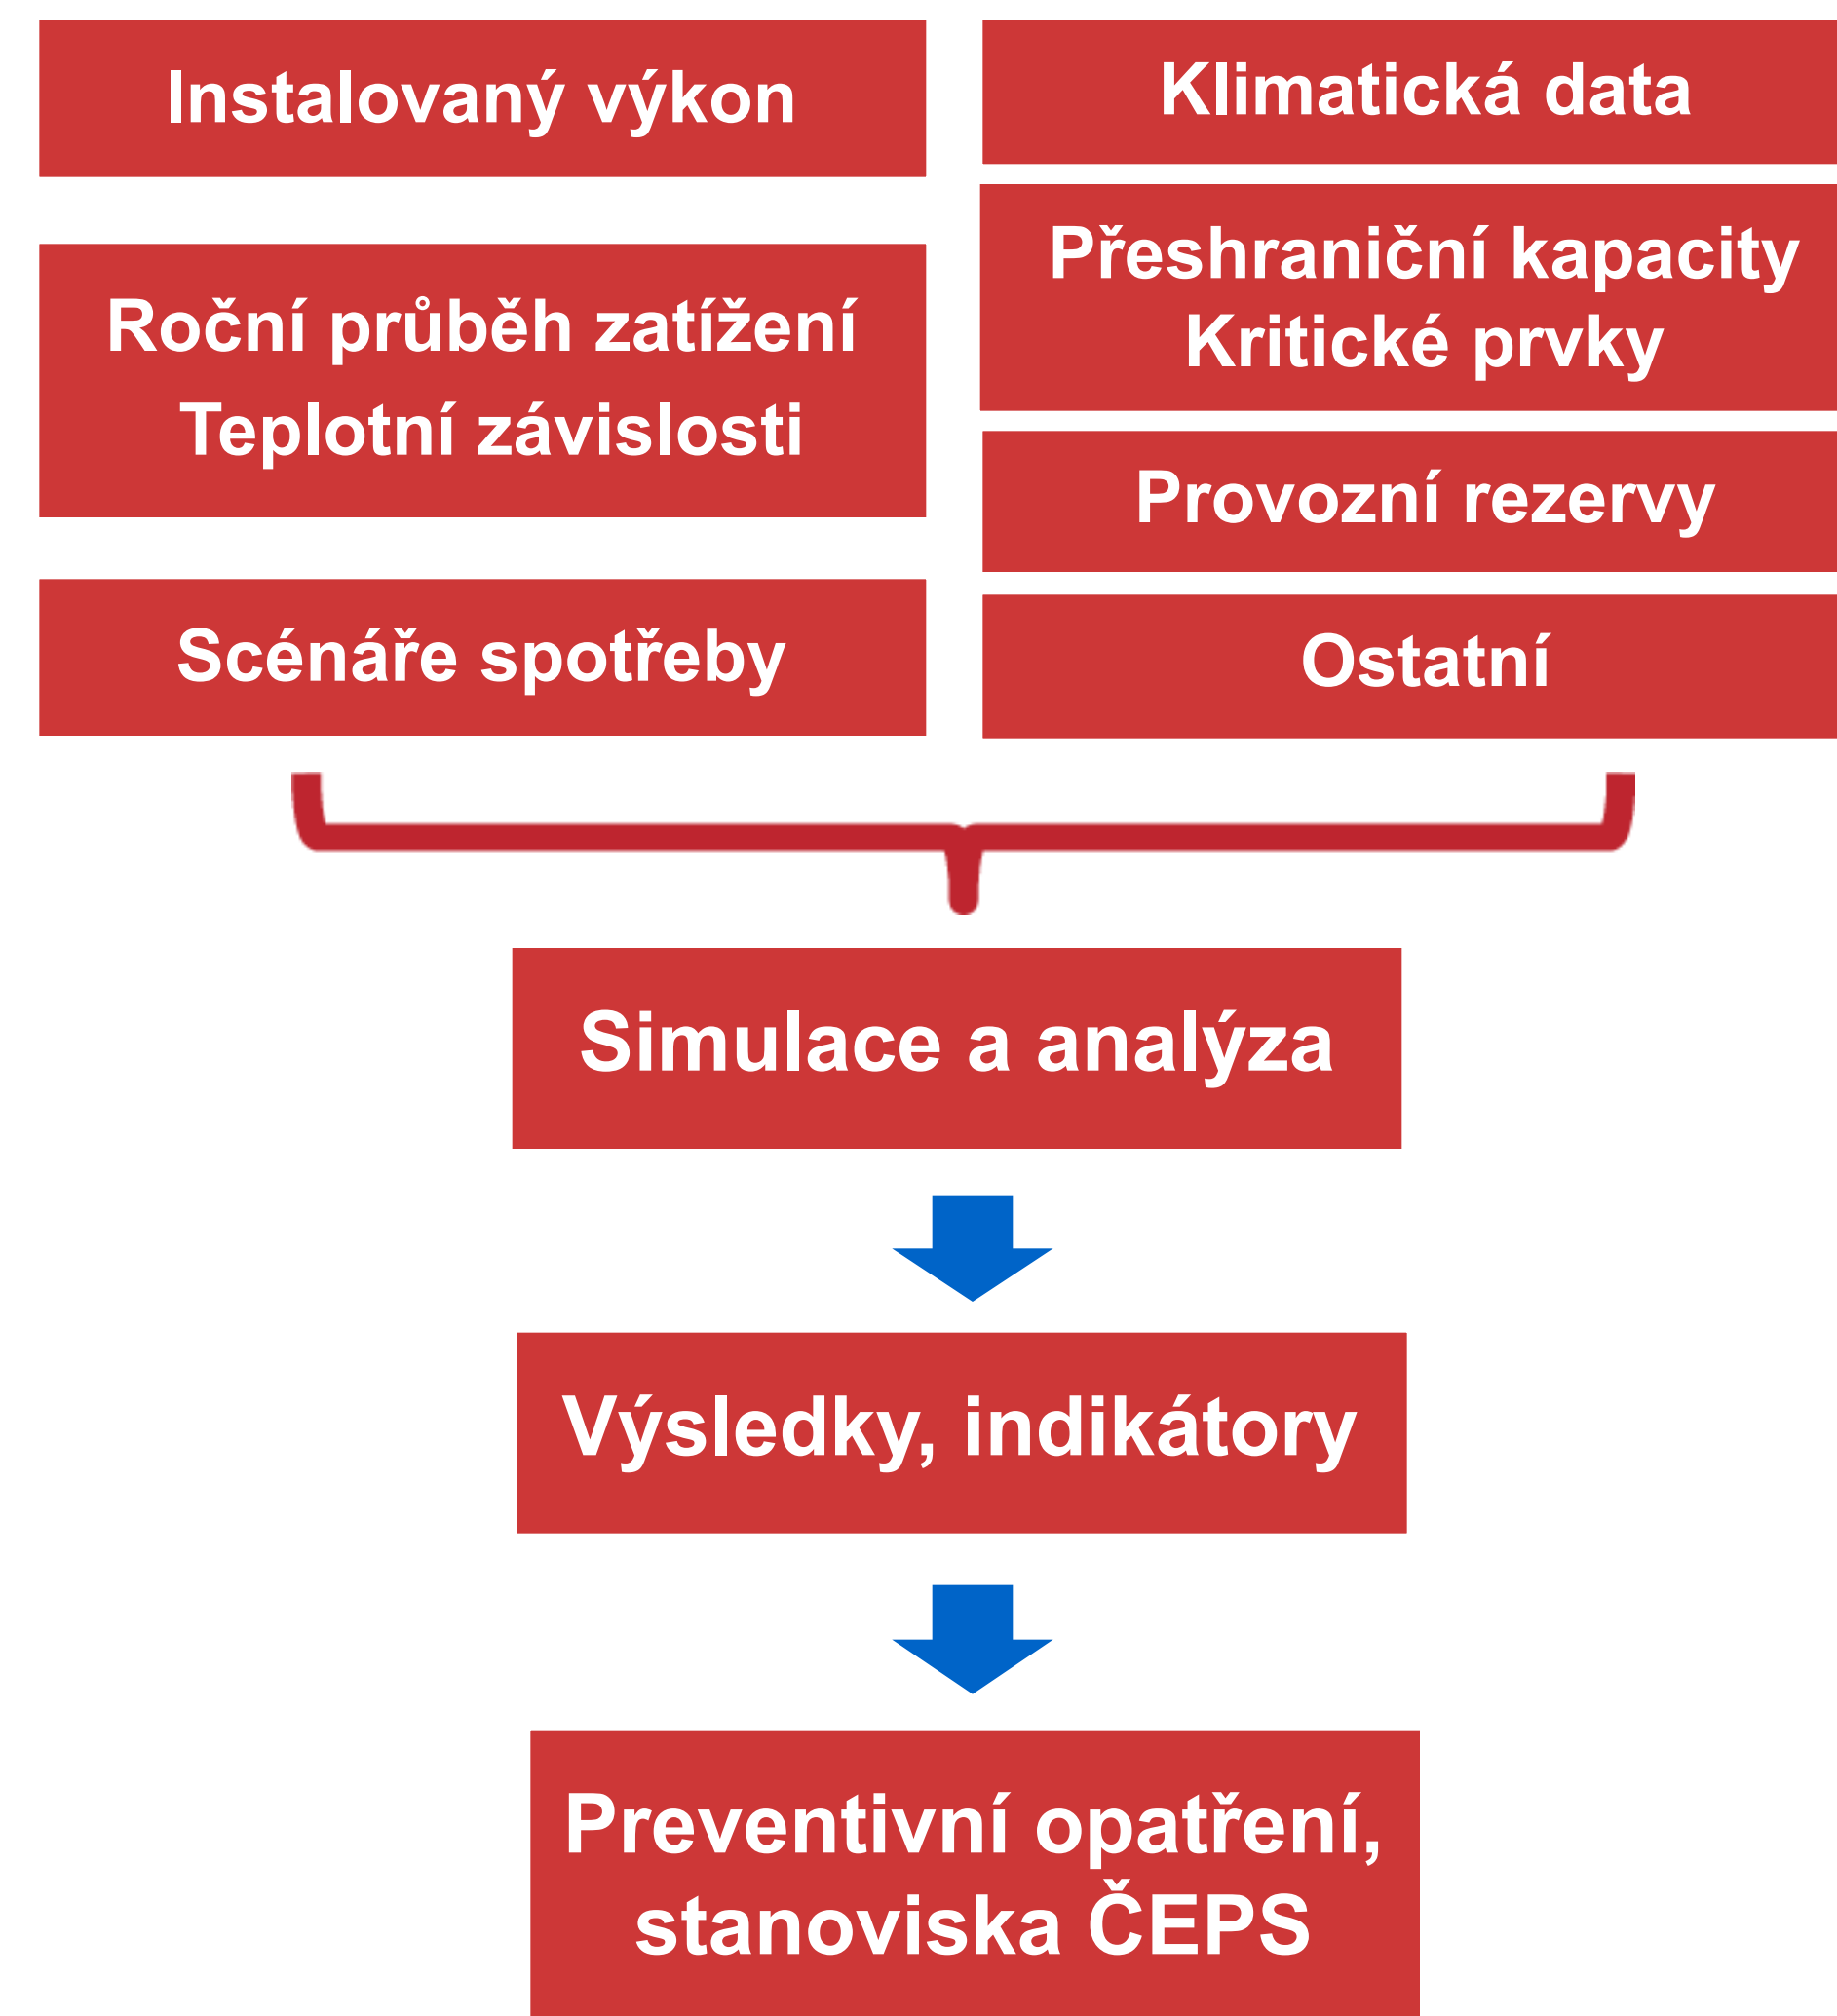 Instalovaný výkon
Roční průběh zatížení
Teplotní závislosti
Scénáře spotřeby
Klimatická data
Přeshraniční kapacity
Kritické prvky
Provozní rezervy
Ostatní
Simulace a analýza
Výsledky, indikátory
Preventivní opatření,
stanoviska ČEPS